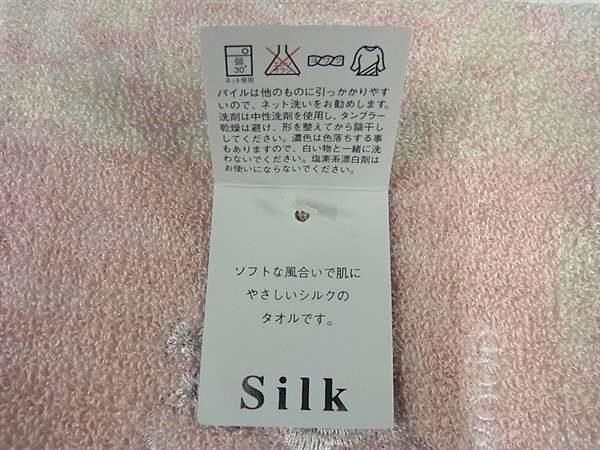 弱
30°
ネット使用
パイルは他のものに引っかかりやす
いので、ネット洗いをお勧めします。
洗剤は中性洗剤を使用し、タンブラー
乾燥は避け、形を整えてから陰干し
してください。濃色は色落ちする事
もありますので、白い物と一緒に洗
わないでください。塩素系漂白剤は
お使いにならないでください。
ソフトな風合いで肌に
やさしいシルクの
タオルです。
Silk